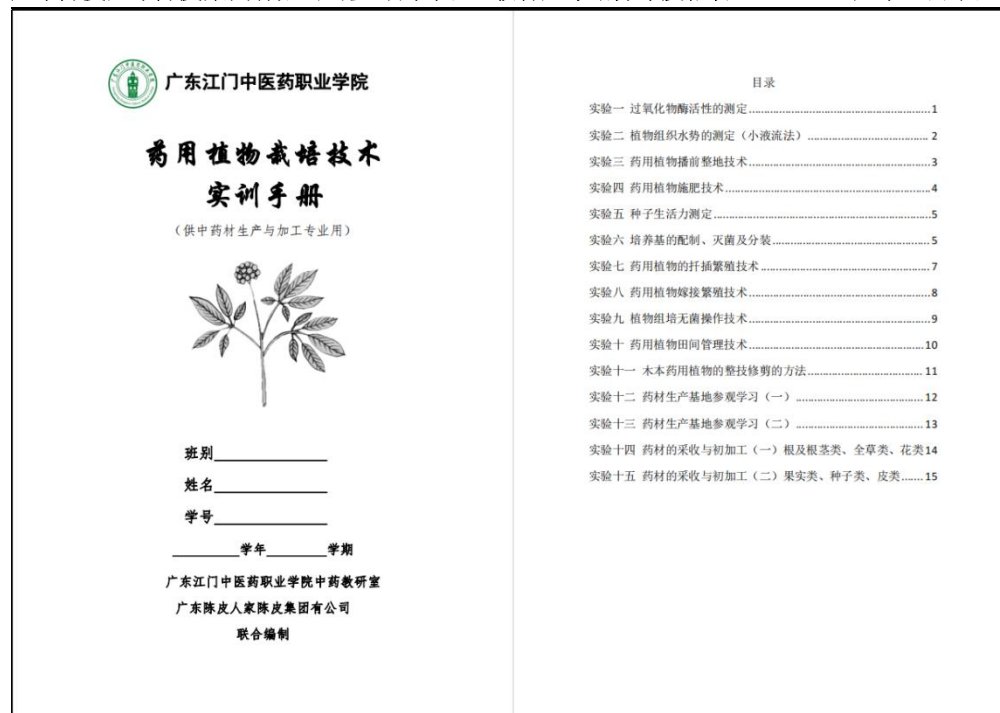 广东江门中医药职业学院
药用植物栽培技术
实训手册
(供中药材生产与加工专业用)
班别
姓名
学号
学年 学期
广东江门中医药职业学院中药教研室
广东陈皮人家陈皮集团有公司
联合编制
目录
实验一 过氧化物酶活性的测定 1
实验二 植物组织水势的测定(小液流法) 2
实验三 药用植物播前整地技术 3
实验四 药用植物施肥技术 4
实验五 种子生活力测定 5
实验六 培养基的配制、灭菌及分装 5
实验七 药用植物的扦插繁殖技术 7
实验八 药用植物嫁接繁殖技术 8
实验九 植物组培无菌操作技术 9
实验十 药用植物田间管理技术 10
实验十一 木本药用植物的整技修剪的方法 11
实验十二 药材生产基地参观学习(一) 12
实验十三 药材生产基地参观学习(二) 13
实验十四 药材的采收与初加工(一)根及根茎类、全草类、花类14
实验十五 药材的采收与初加工(二)果实类、种子类、皮类 15